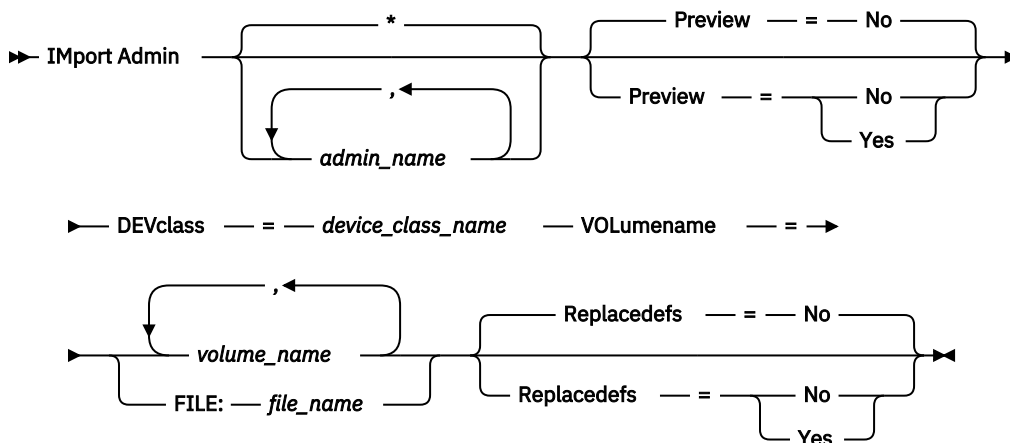 * Preview = No
IMport Admin
, Preview = No
admin_name Yes
DEVclass = device_class_name VOLumename =
, Replacedefs = No
volume_name
FILE: file_name Replacedefs = No
Yes